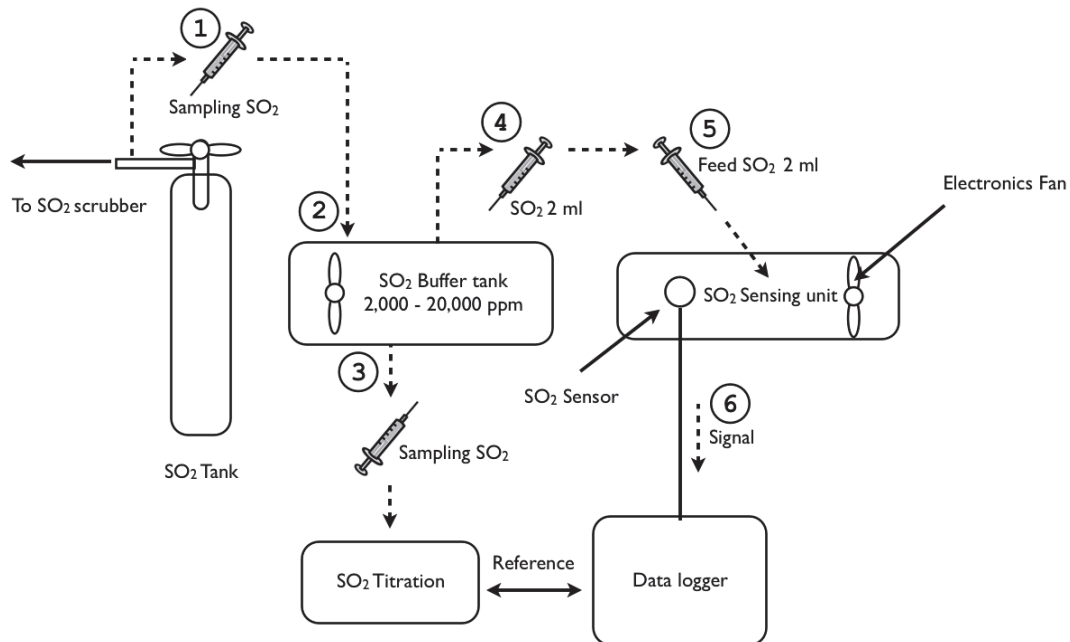 1
Sampling SO₂
4
5
Feed SO₂ 2 ml
Electronics Fan
To SO₂ scrubber
2
SO₂ 2 ml
SO₂ Buffer tank
2,000 - 20,000 ppm
SO₂ Sensing unit
3
SO₂ Sensor
6
Signal
Sampling SO₂
SO₂ Tank
SO₂ Titration
Reference
Data logger